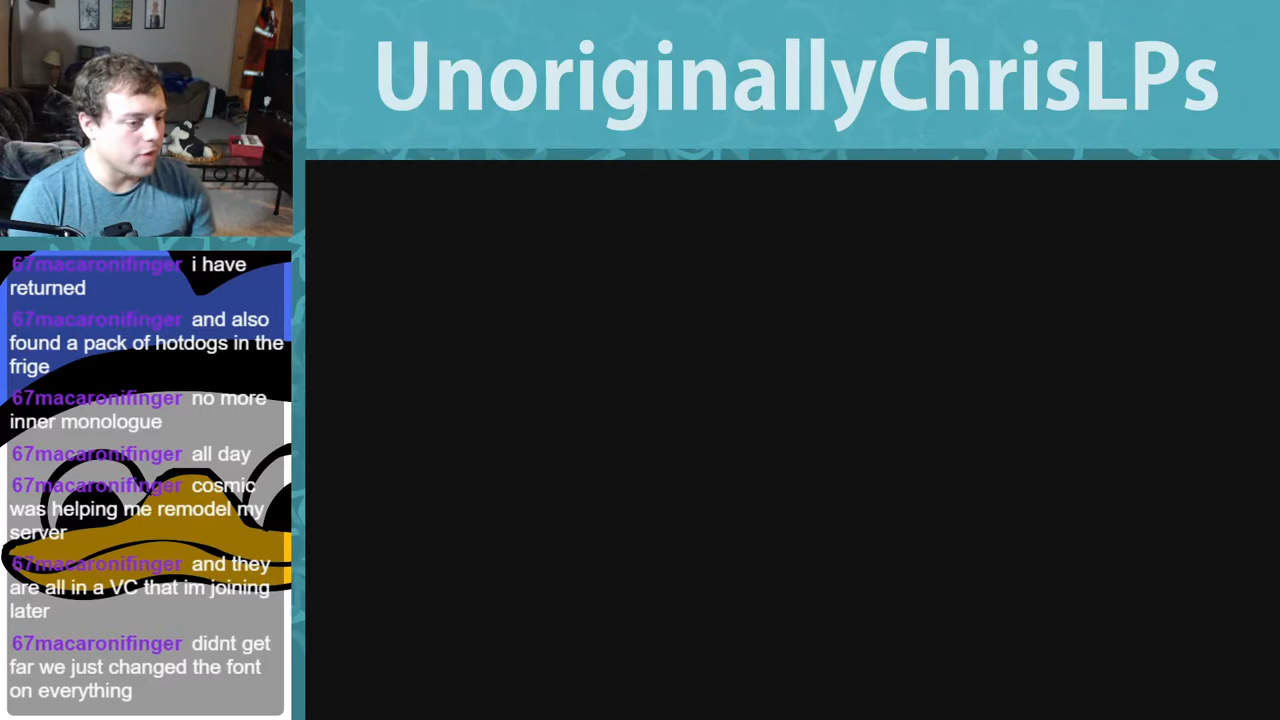 UnoriginallyChrisLPs
67macaronifinger i have
returned
67macaronifinger and also
found a pack of hotdogs in the
frige
67macaronifinger no more
inner monologue
67macaronifinger all day
67macaronifinger cosmic
was helping me remodel my
server
67macaronifinger and they
are all in a VC that im joining
later
67macaronifinger didnt get
far we just changed the font
on everything